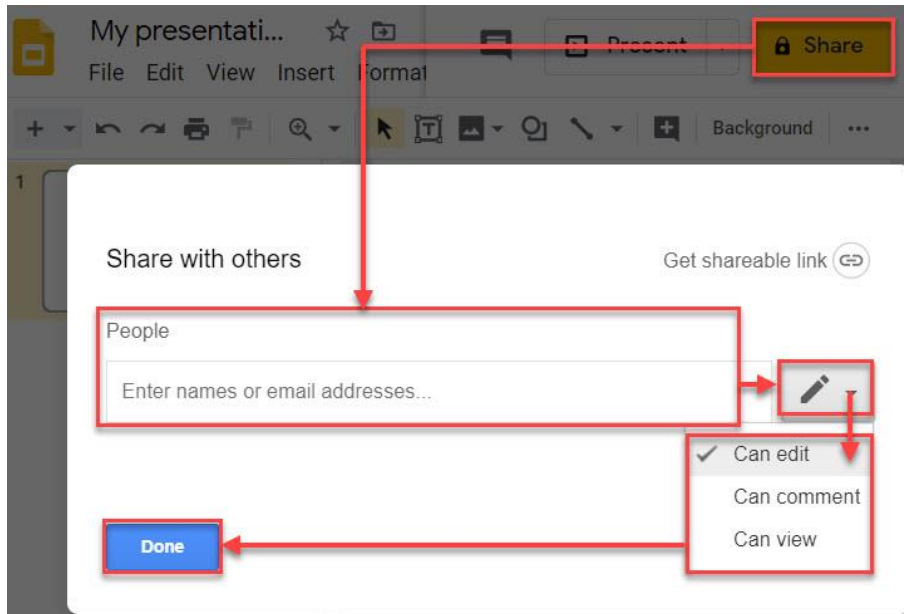 My presentati...
Present
Share
File Edit View Insert Format
Background
1
Share with others
Get shareable link
People
Enter names or email addresses...
Can edit
Can comment
Can view
Done